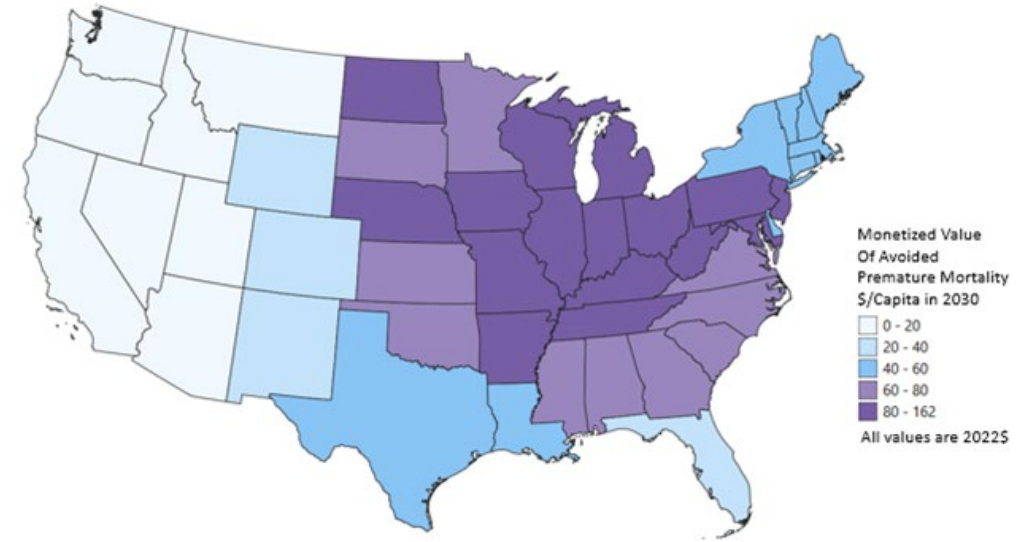 Monetized Value
Of Avoided
Premature Mortality
$/Capita in 2030
0 - 20
20 - 40
40 - 60
60 - 80
80 - 162
All values are 2022$